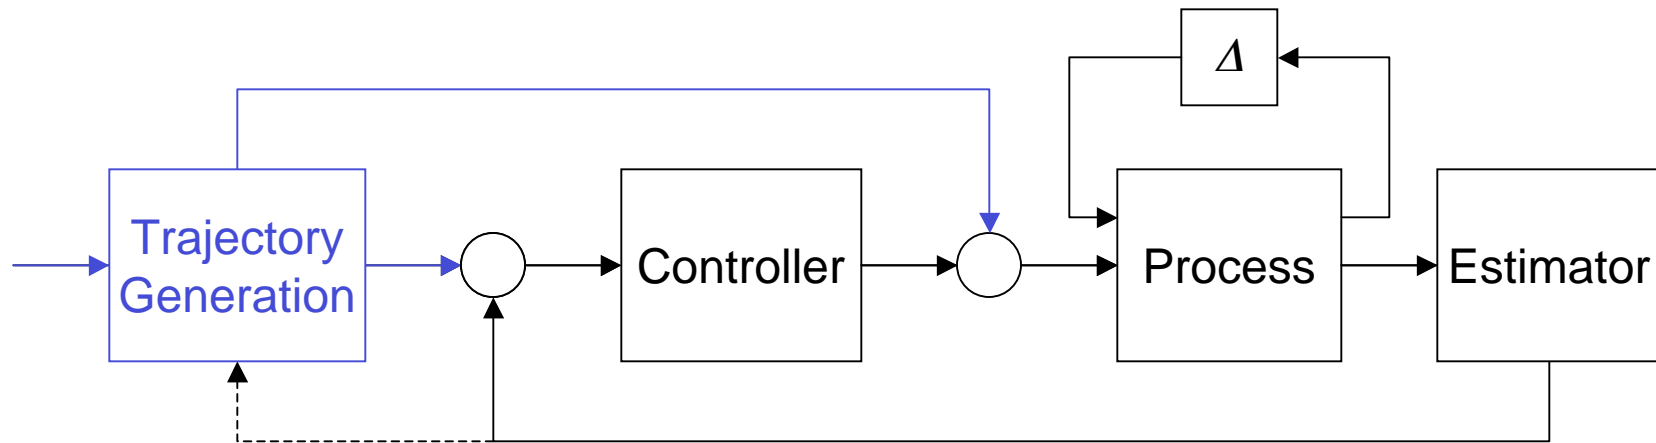 Δ
Trajectory
Generation
Controller
Process
Estimator